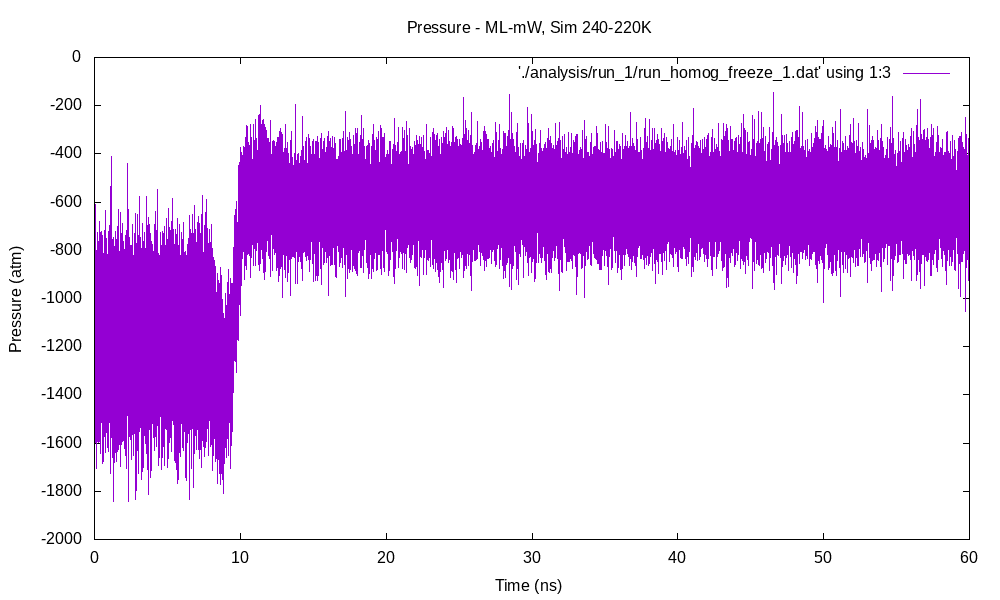 Pressure - ML-mW, Sim 240-220K
'./analysis/run_1/run_homog_freeze_1.dat' using 1:3
Pressure (atm)
0
-200
-400
-600
-800
-1000
-1200
-1400
-1600
-1800
-2000
0 10 20 30 40 50 60
Time (ns)